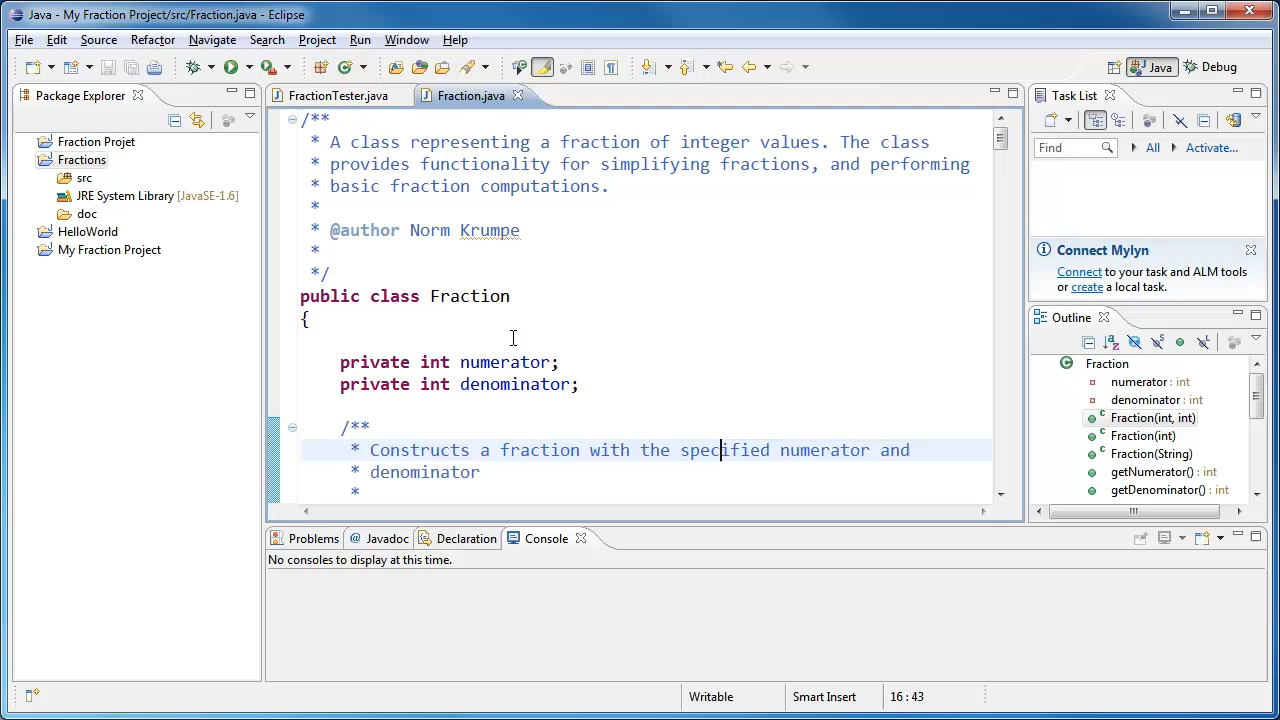 Java - My Fraction Project/src/Fraction.java - Eclipse
File Edit Source Refactor Navigate Search Project Run Window Help
Java Debug
Package Explorer
Fraction Projet
Fractions
src
JRE System Library [JavaSE-1.6]
doc
HelloWorld
My Fraction Project
FractionTester.java Fraction.java
/**
* A class representing a fraction of integer values. The class
* provides functionality for simplifying fractions, and performing
* basic fraction computations.
*
* @author Norm Krumpe
*
*/
public class Fraction
{
private int numerator;
private int denominator;
/**
* Constructs a fraction with the specified numerator and
* denominator
*
Task List
Find All Activate...
Connect Mylyn
Connect to your task and ALM tools
or create a local task.
Outline
Fraction
numerator : int
denominator : int
Fraction(int, int)
Fraction(int)
Fraction(String)
getNumerator() : int
getDenominator() : int
Problems @ Javadoc Declaration Console
No consoles to display at this time.
Writable Smart Insert 16 : 43